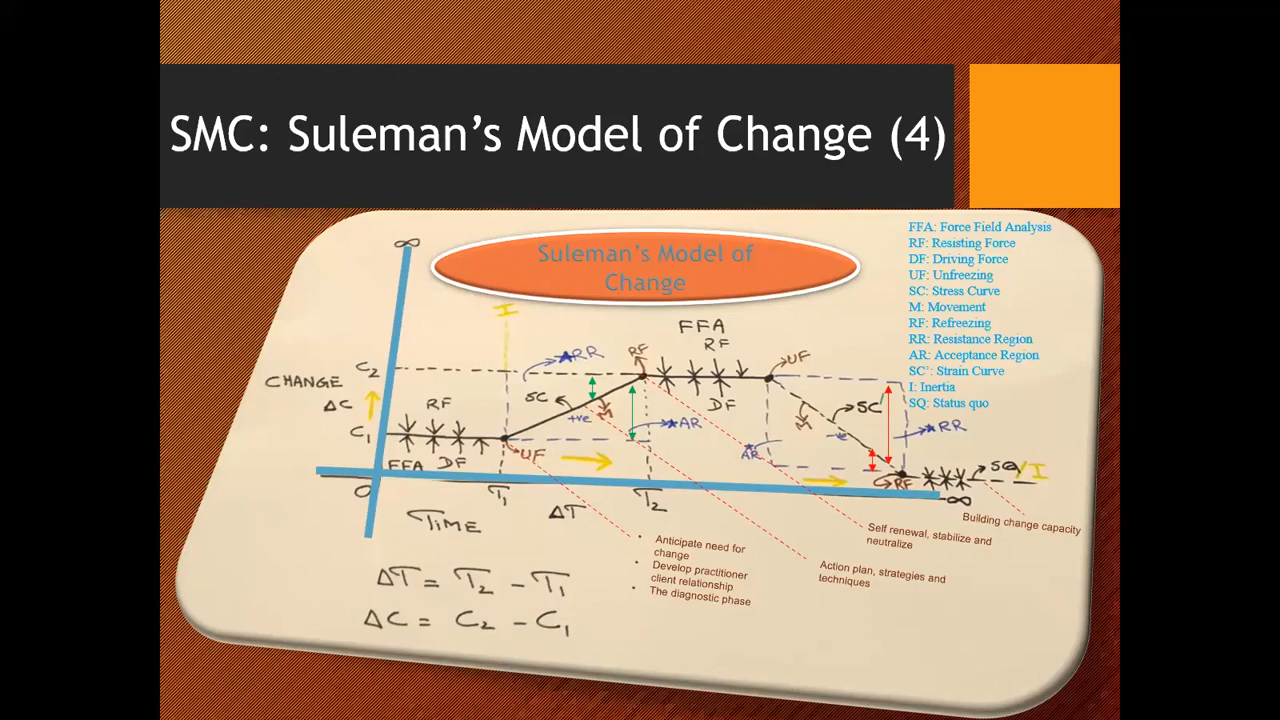 SMC: Suleman's Model of Change (4)
Suleman's Model of
Change
FFA: Force Field Analysis
RF: Resisting Force
DF: Driving Force
UF: Unfreezing
SC: Stress Curve
M: Movement
RF: Refreezing
RR: Resistance Region
AR: Acceptance Region
SC': Strain Curve
I: Inertia
SQ: Status quo
∞
I
FFA
RF
RF
UF
RR
C2
CHANGE
ΔC
RF
SC
M
+ve
DF
M
SC'
AR
AR
RR
C1
FFA DF
UF
RF
SQ/I
O
T1
T2
∞
TIME
ΔT
Building change capacity
Self renewal, stabilize and
neutralize
Action plan, strategies and
techniques
• Anticipate need for
change
• Develop practitioner
client relationship
• The diagnostic phase
ΔT = T2 - T1
ΔC = C2 - C1